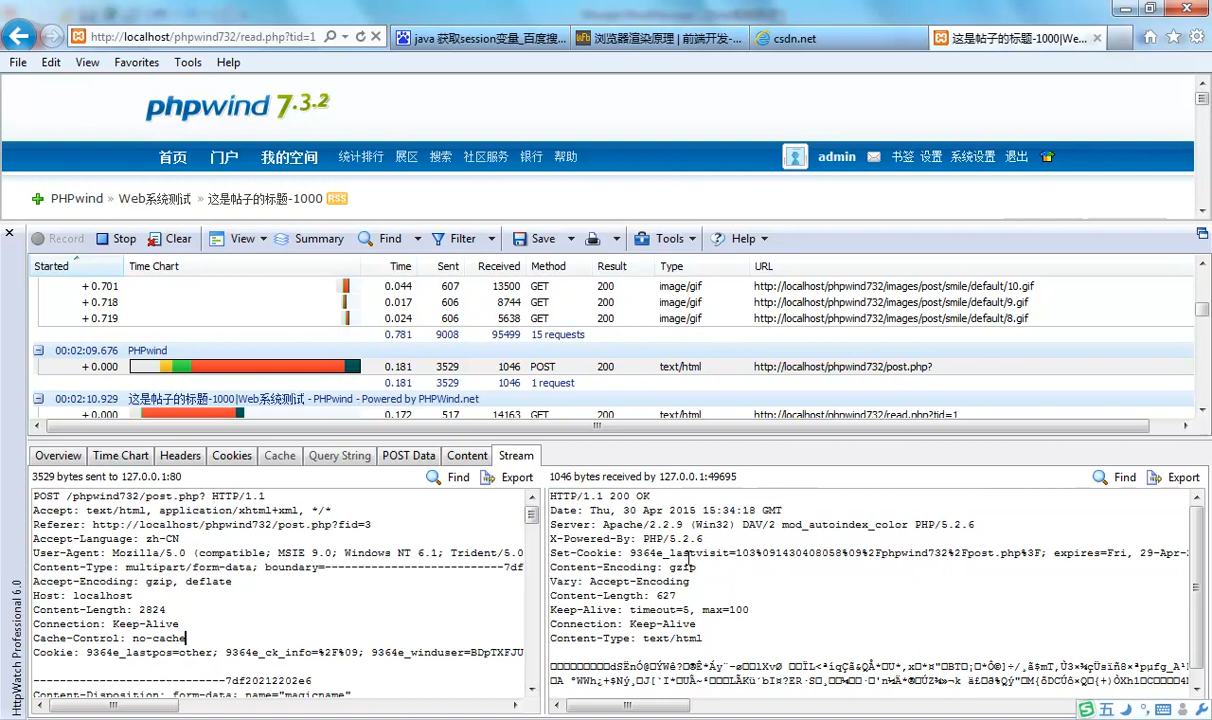 http://localhost/phpwind732/read.php?tid=1
java 获取session变量_百度搜...
浏览器渲染原理 | 前端开发-...
csdn.net
这是帖子的标题-1000|We...
File Edit View Favorites Tools Help
phpwind 7.3.2
首页 门户 我的空间 统计排行 展区 搜索 社区服务 银行 帮助 admin 书签 设置 系统设置 退出
PHPwind » Web系统测试 » 这是帖子的标题-1000 RSS
Record Stop Clear View Summary Find Filter Save Tools Help
Started Time Chart Time Sent Received Method Result Type URL
+ 0.701 0.044 607 13500 GET 200 image/gif http://localhost/phpwind732/images/post/smile/default/10.gif
+ 0.718 0.017 606 8744 GET 200 image/gif http://localhost/phpwind732/images/post/smile/default/9.gif
+ 0.719 0.024 606 5638 GET 200 image/gif http://localhost/phpwind732/images/post/smile/default/8.gif
0.781 9008 95499 15 requests
00:02:09.676 PHPwind
+ 0.000 0.181 3529 1046 POST 200 text/html http://localhost/phpwind732/post.php?
0.181 3529 1046 1 request
00:02:10.929 这是帖子的标题-1000|Web系统测试 - PHPwind - Powered by PHPWind.net
+ 0.000 0.172 517 14163 GET 200 text/html http://localhost/phpwind732/read.php?tid=1
Overview Time Chart Headers Cookies Cache Query String POST Data Content Stream
3529 bytes sent to 127.0.0.1:80 Find Export
POST /phpwind732/post.php? HTTP/1.1
Accept: text/html, application/xhtml+xml, */*
Referer: http://localhost/phpwind732/post.php?fid=3
Accept-Language: zh-CN
User-Agent: Mozilla/5.0 (compatible; MSIE 9.0; Windows NT 6.1; Trident/5.0
Content-Type: multipart/form-data; boundary=---------------------------7df
Accept-Encoding: gzip, deflate
Host: localhost
Content-Length: 2824
Connection: Keep-Alive
Cache-Control: no-cache
Cookie: 9364e_lastpos=other; 9364e_ck_info=%2F%09; 9364e_winduser=BDpTXFJU
-----------------------------7df20212202e6
Content-Disposition: form-data; name="magicname"
1046 bytes received by 127.0.0.1:49695 Find Export
HTTP/1.1 200 OK
Date: Thu, 30 Apr 2015 15:34:18 GMT
Server: Apache/2.2.9 (Win32) DAV/2 mod_autoindex_color PHP/5.2.6
X-Powered-By: PHP/5.2.6
Set-Cookie: 9364e_lastvisit=103%091430408058%09%2Fphpwind732%2Fpost.php%3F; expires=Fri, 29-Apr-
Content-Encoding: gzip
Vary: Accept-Encoding
Content-Length: 627
Keep-Alive: timeout=5, max=100
Connection: Keep-Alive
Content-Type: text/html
HttpWatch Professional 6.0
五